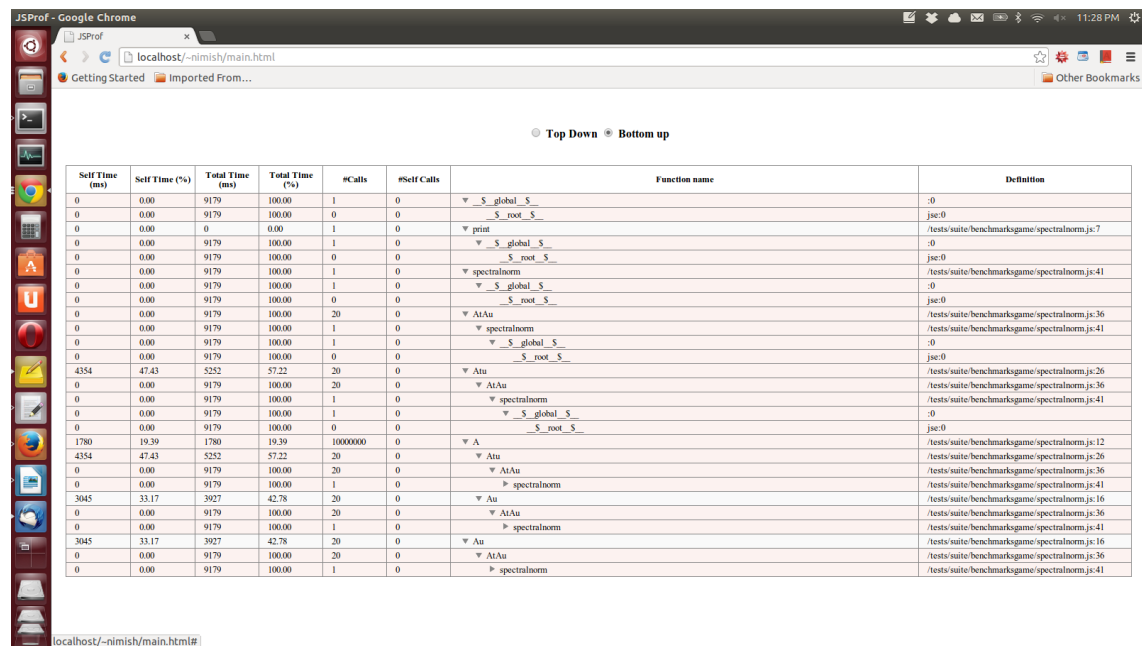 JSProf - Google Chrome
11:28 PM
JSProf ×
localhost/~nimish/main.html
Getting Started Imported From...
Other Bookmarks
Top Down Bottom up
Self Time (ms) Self Time (%) Total Time (ms) Total Time (%) #Calls #Self Calls Function name Definition
0 0.00 9179 100.00 1 0 ▼ __$__global__$__ :0
0 0.00 9179 100.00 0 0 __$__root__$__ jse:0
0 0.00 0 0.00 1 0 ▼ print /tests/suite/benchmarksgame/spectralnorm.js:7
0 0.00 9179 100.00 1 0 ▼ __$__global__$__ :0
0 0.00 9179 100.00 0 0 __$__root__$__ jse:0
0 0.00 9179 100.00 1 0 ▼ spectralnorm /tests/suite/benchmarksgame/spectralnorm.js:41
0 0.00 9179 100.00 1 0 ▼ __$__global__$__ :0
0 0.00 9179 100.00 0 0 __$__root__$__ jse:0
0 0.00 9179 100.00 20 0 ▼ AtAu /tests/suite/benchmarksgame/spectralnorm.js:36
0 0.00 9179 100.00 1 0 ▼ spectralnorm /tests/suite/benchmarksgame/spectralnorm.js:41
0 0.00 9179 100.00 1 0 ▼ __$__global__$__ :0
0 0.00 9179 100.00 0 0 __$__root__$__ jse:0
4354 47.43 5252 57.22 20 0 ▼ Atu /tests/suite/benchmarksgame/spectralnorm.js:26
0 0.00 9179 100.00 20 0 ▼ AtAu /tests/suite/benchmarksgame/spectralnorm.js:36
0 0.00 9179 100.00 1 0 ▼ spectralnorm /tests/suite/benchmarksgame/spectralnorm.js:41
0 0.00 9179 100.00 1 0 ▼ __$__global__$__ :0
0 0.00 9179 100.00 0 0 __$__root__$__ jse:0
1780 19.39 1780 19.39 10000000 0 ▼ A /tests/suite/benchmarksgame/spectralnorm.js:12
4354 47.43 5252 57.22 20 0 ▼ Atu /tests/suite/benchmarksgame/spectralnorm.js:26
0 0.00 9179 100.00 20 0 ▼ AtAu /tests/suite/benchmarksgame/spectralnorm.js:36
0 0.00 9179 100.00 1 0 ▶ spectralnorm /tests/suite/benchmarksgame/spectralnorm.js:41
3045 33.17 3927 42.78 20 0 ▼ Au /tests/suite/benchmarksgame/spectralnorm.js:16
0 0.00 9179 100.00 20 0 ▼ AtAu /tests/suite/benchmarksgame/spectralnorm.js:36
0 0.00 9179 100.00 1 0 ▶ spectralnorm /tests/suite/benchmarksgame/spectralnorm.js:41
3045 33.17 3927 42.78 20 0 ▼ Au /tests/suite/benchmarksgame/spectralnorm.js:16
0 0.00 9179 100.00 20 0 ▼ AtAu /tests/suite/benchmarksgame/spectralnorm.js:36
0 0.00 9179 100.00 1 0 ▶ spectralnorm /tests/suite/benchmarksgame/spectralnorm.js:41
localhost/~nimish/main.html#